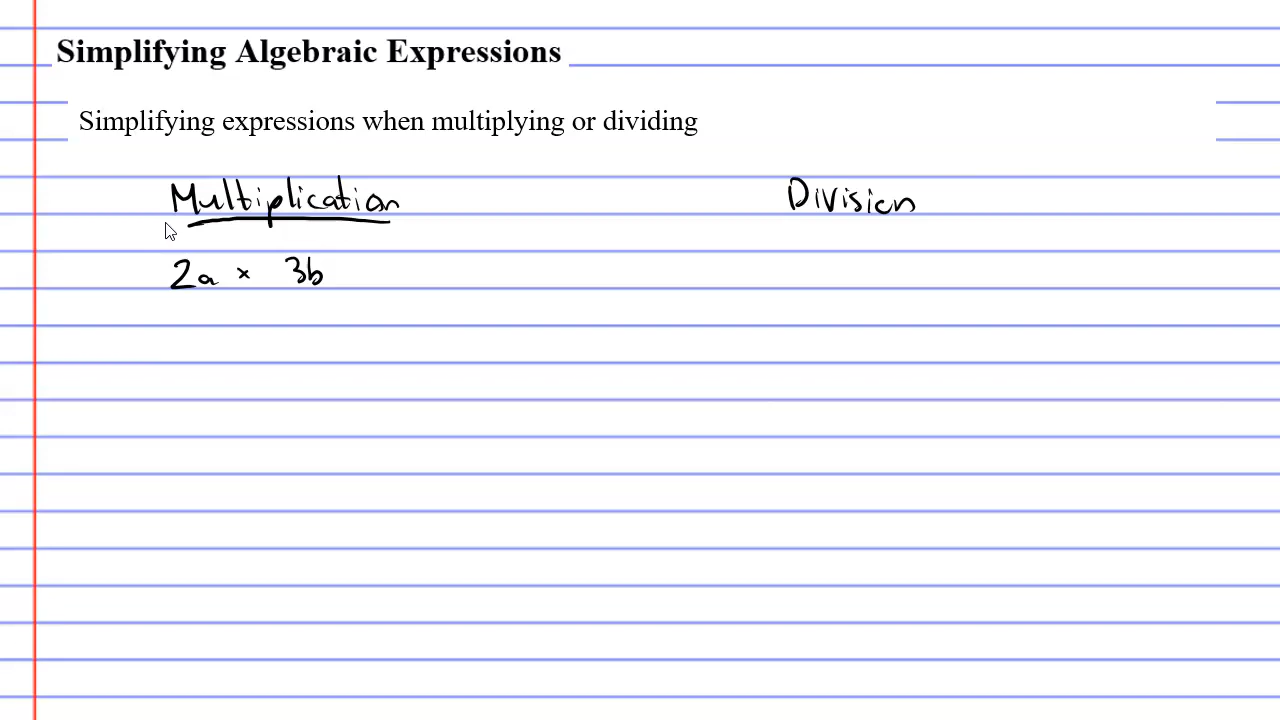 Simplifying Algebraic Expressions
Simplifying expressions when multiplying or dividing
Multiplication Division
2a × 3b